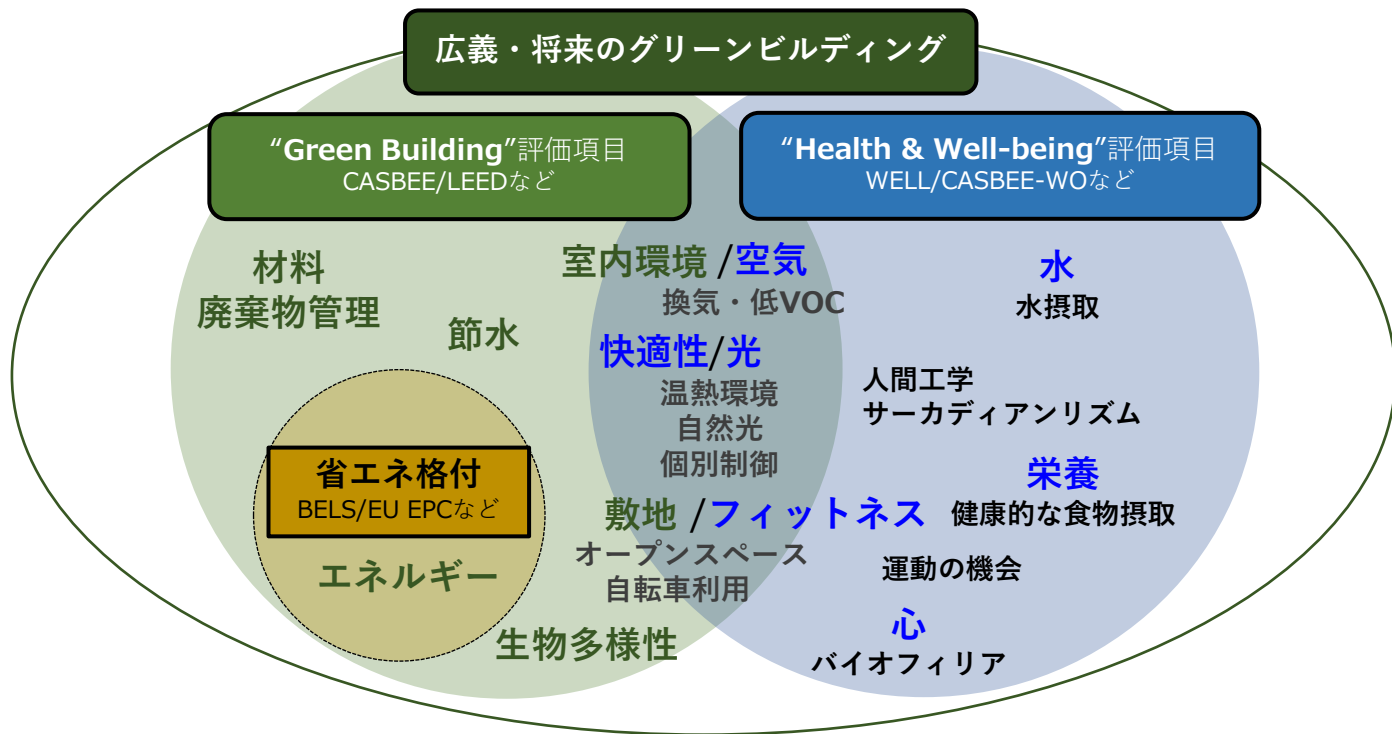 広義・将来のグリーンビルディング
“Green Building”評価項目
CASBEE/LEEDなど
“Health & Well-being”評価項目
WELL/CASBEE-WOなど
材料
廃棄物管理
節水
省エネ格付
BELS/EU EPCなど
エネルギー
生物多様性
室内環境 /空気
換気・低VOC
快適性/光
温熱環境
自然光
個別制御
敷地 /フィットネス
オープンスペース
自転車利用
水
水摂取
人間工学
サーカディアンリズム
栄養
健康的な食物摂取
運動の機会
心
バイオフィリア